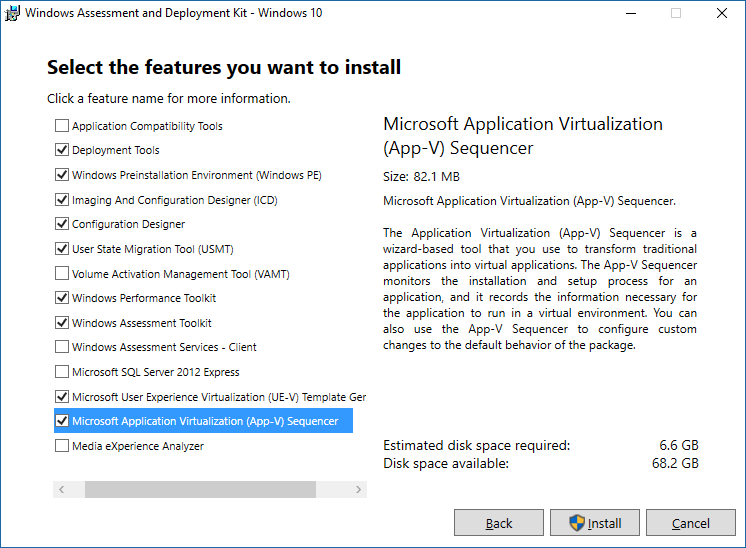 Windows Assessment and Deployment Kit - Windows 10
Select the features you want to install
Click a feature name for more information.
Application Compatibility Tools
Deployment Tools
Windows Preinstallation Environment (Windows PE)
Imaging And Configuration Designer (ICD)
Configuration Designer
User State Migration Tool (USMT)
Volume Activation Management Tool (VAMT)
Windows Performance Toolkit
Windows Assessment Toolkit
Windows Assessment Services - Client
Microsoft SQL Server 2012 Express
Microsoft User Experience Virtualization (UE-V) Template Ger
Microsoft Application Virtualization (App-V) Sequencer
Media eXperience Analyzer
Microsoft Application Virtualization
(App-V) Sequencer
Size: 82.1 MB
Microsoft Application Virtualization (App-V) Sequencer.
The Application Virtualization (App-V) Sequencer is a
wizard-based tool that you use to transform traditional
applications into virtual applications. The App-V Sequencer
monitors the installation and setup process for an
application, and it records the information necessary for
the application to run in a virtual environment. You can
also use the App-V Sequencer to configure custom
changes to the default behavior of the package.
Estimated disk space required: 6.6 GB
Disk space available: 68.2 GB
Back Install Cancel